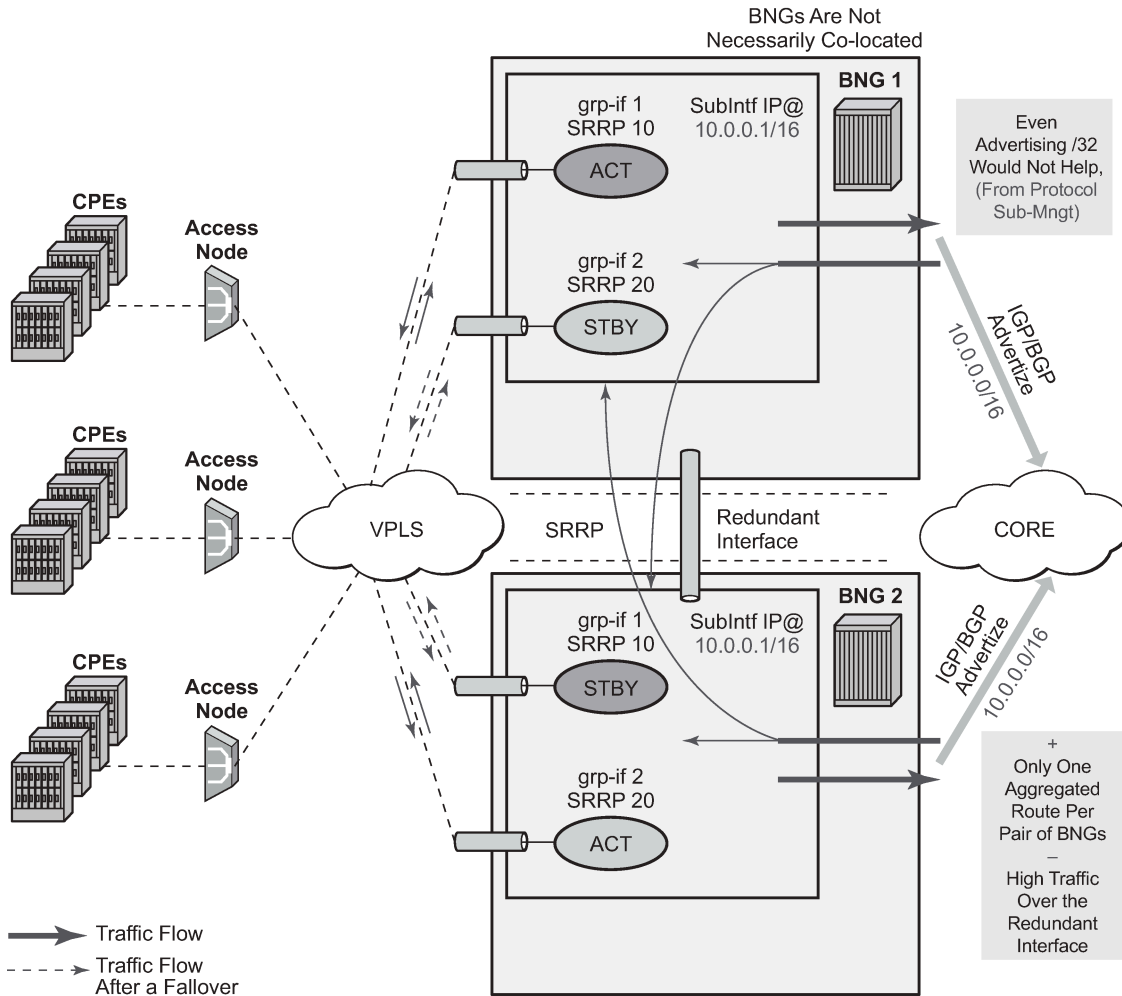 BNGs Are Not
Necessarily Co-located
BNG 1
grp-if 1
SRRP 10
SubIntf IP@
10.0.0.1/16
ACT
grp-if 2
SRRP 20
STBY
Even
Advertising /32
Would Not Help,
(From Protocol
Sub-Mngt)
CPEs
Access
Node
IGP/BGP
Advertize
10.0.0.0/16
CPEs
Access
Node
VPLS
SRRP
Redundant
Interface
CORE
BNG 2
grp-if 1
SRRP 10
SubIntf IP@
10.0.0.1/16
STBY
grp-if 2
SRRP 20
ACT
CPEs
Access
Node
IGP/BGP
Advertize
10.0.0.0/16
+
Only One
Aggregated
Route Per
Pair of BNGs
–
High Traffic
Over the
Redundant
Interface
Traffic Flow
Traffic Flow
After a Fallover